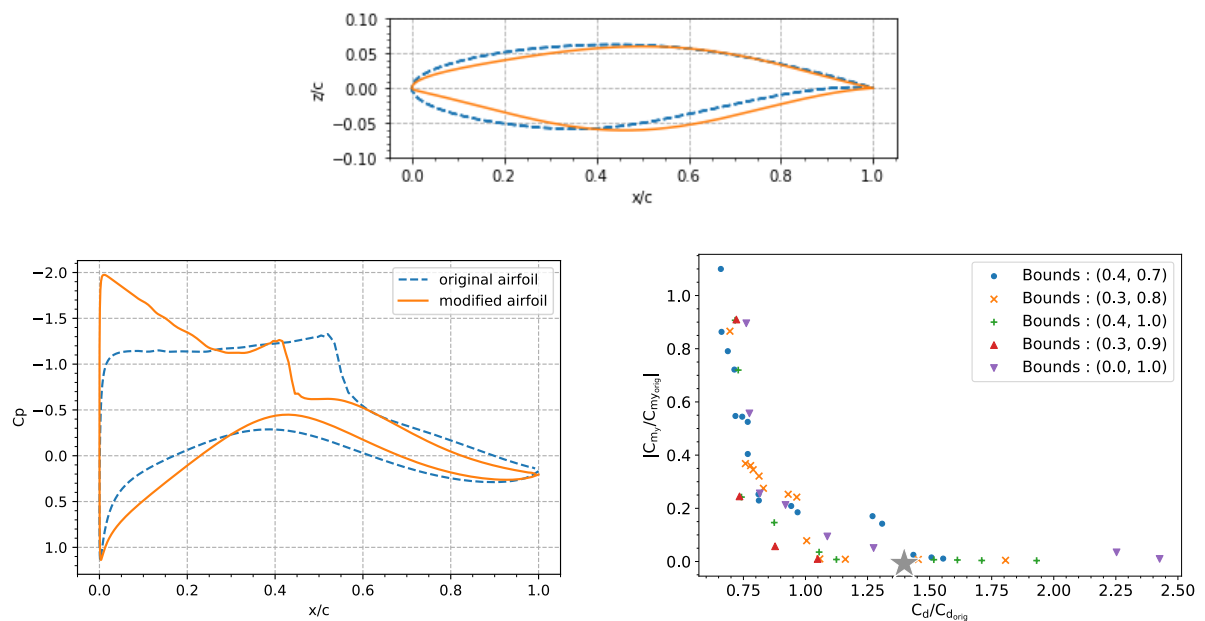 0.10
0.05
0.00
−0.05
−0.10
z/c
0.0 0.2 0.4 0.6 0.8 1.0
x/c
−2.0
−1.5
−1.0
−0.5
0.0
0.5
1.0
Cp
original airfoil
modified airfoil
0.0 0.2 0.4 0.6 0.8 1.0
x/c
1.0
0.8
0.6
0.4
0.2
0.0
|Cmy/Cmyorig|
Bounds : (0.4, 0.7)
Bounds : (0.3, 0.8)
Bounds : (0.4, 1.0)
Bounds : (0.3, 0.9)
Bounds : (0.0, 1.0)
0.75 1.00 1.25 1.50 1.75 2.00 2.25 2.50
Cd/Cdorig